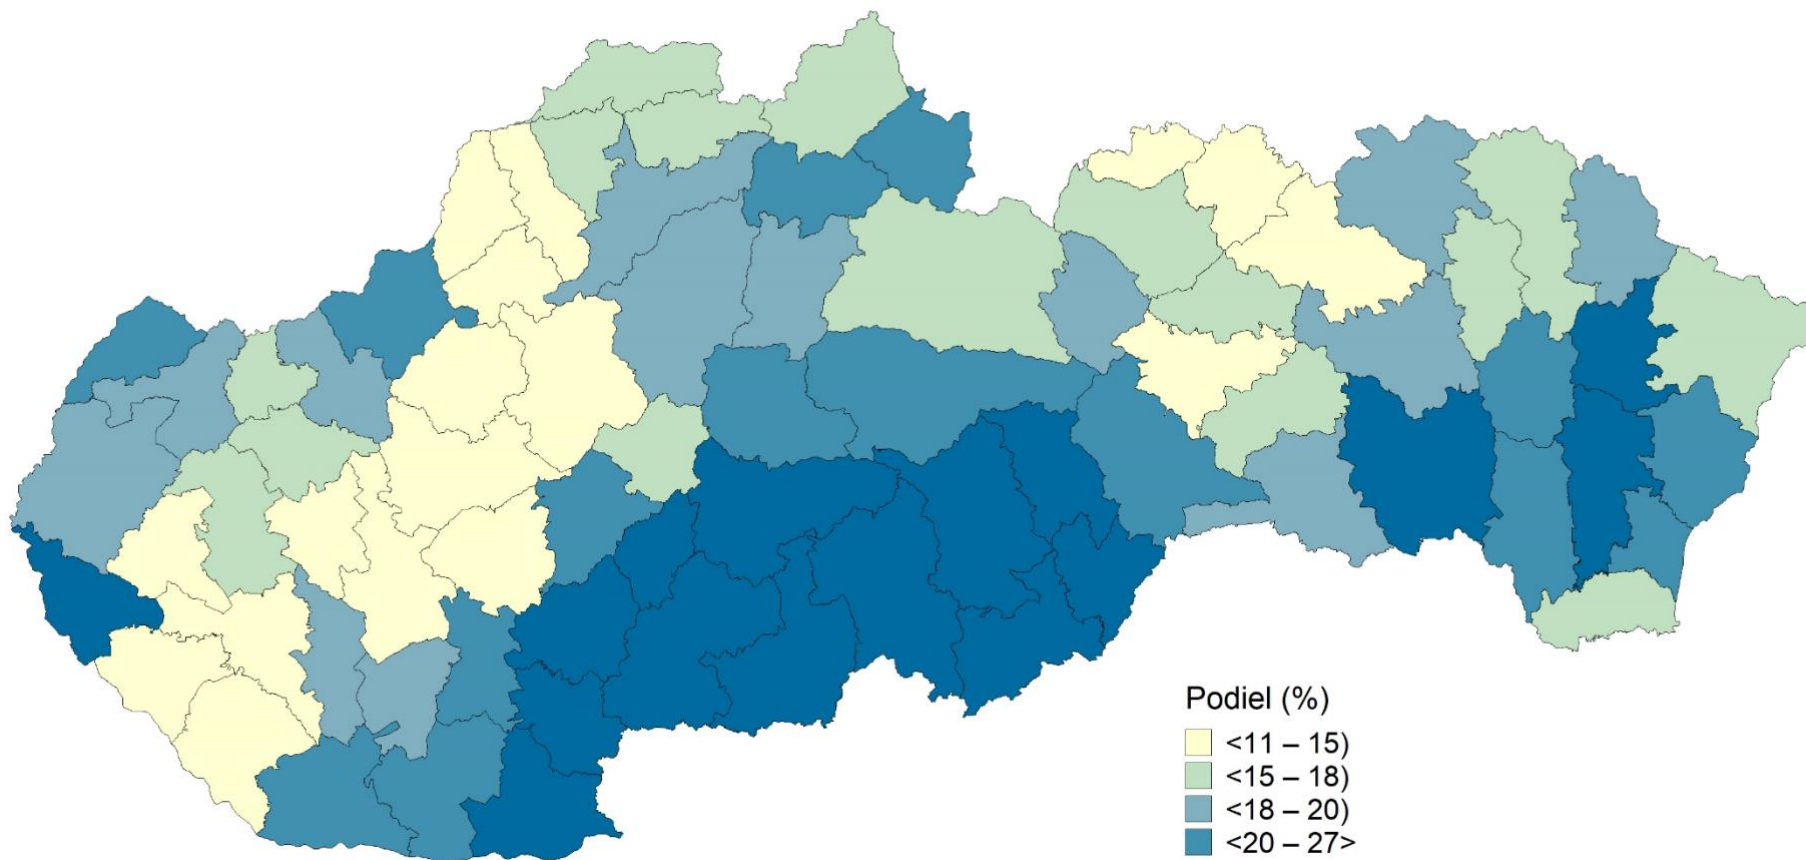 Podiel (%)
<11 – 15)
<15 – 18)
<18 – 20)
<20 – 27>